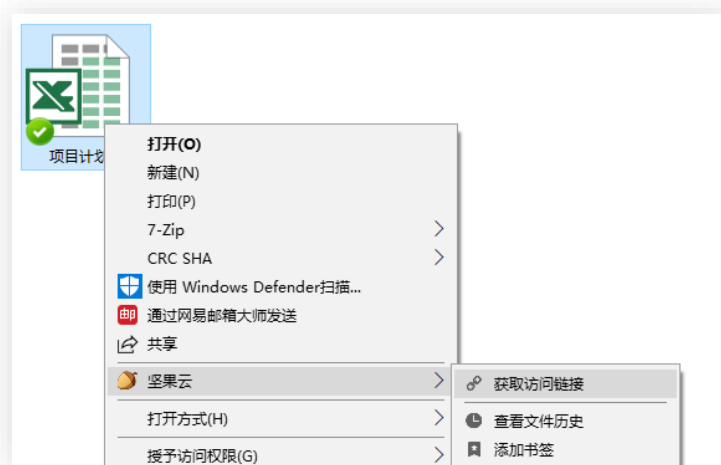 项目计划
打开(O)
新建(N)
打印(P)
7-Zip
CRC SHA
使用 Windows Defender扫描...
邮 通过网易邮箱大师发送
共享
坚果云
获取访问链接
打开方式(H)
查看文件历史
添加书签
授予访问权限(G)